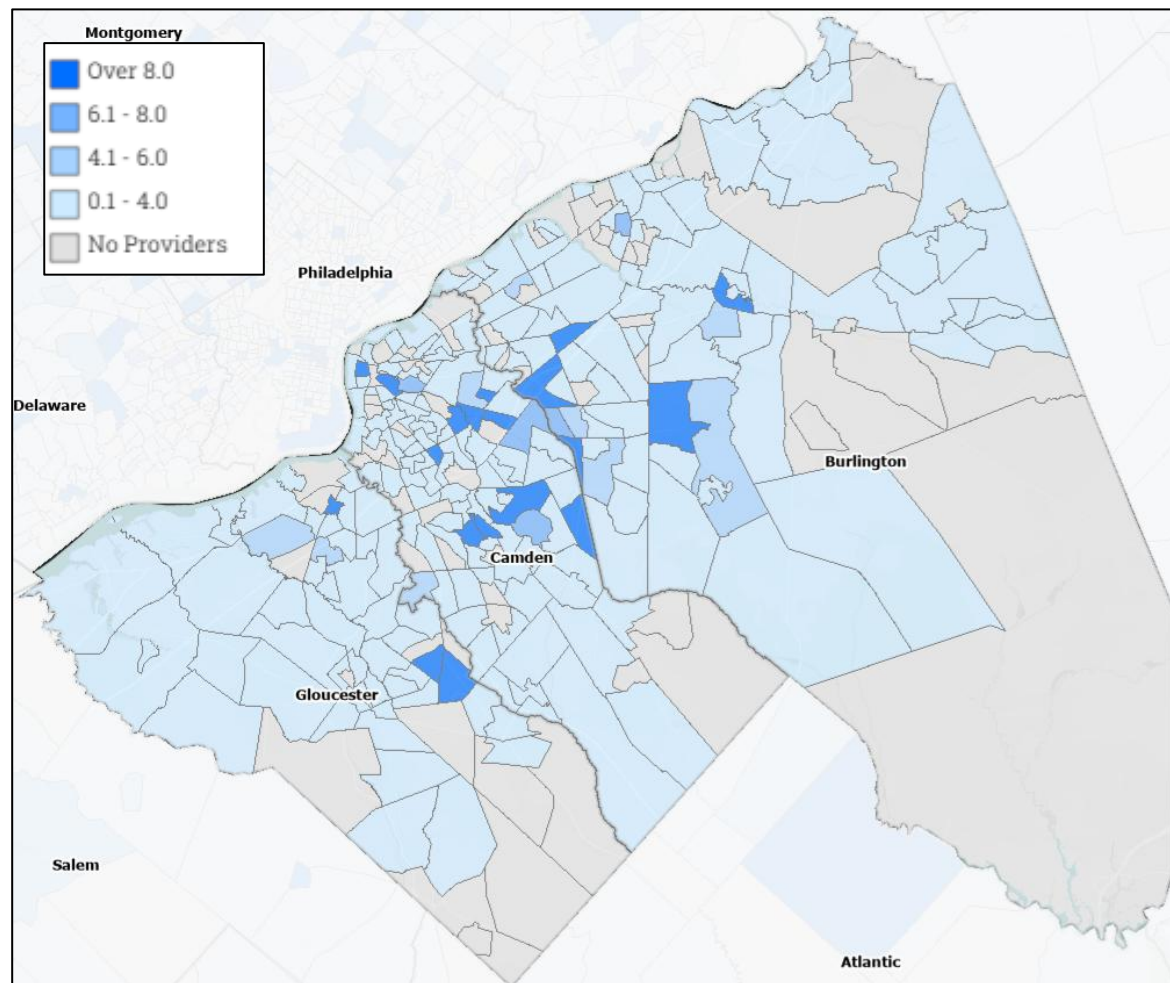 Montgomery
Over 8.0
6.1 - 8.0
4.1 - 6.0
0.1 - 4.0
No Providers
Philadelphia
Delaware
Burlington
Camden
Gloucester
Salem
Atlantic